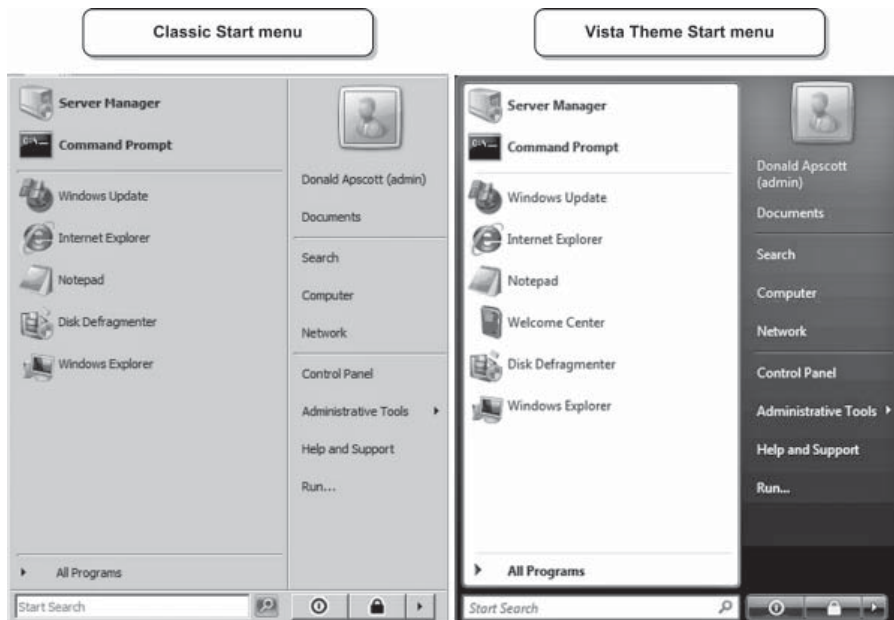 Classic Start menu
Server Manager
Command Prompt
Windows Update
Internet Explorer
Notepad
Disk Defragmenter
Windows Explorer
All Programs
Start Search
Donald Apscott (admin)
Documents
Search
Computer
Network
Control Panel
Administrative Tools
Help and Support
Run...
Vista Theme Start menu
Server Manager
Command Prompt
Windows Update
Internet Explorer
Notepad
Welcome Center
Disk Defragmenter
Windows Explorer
All Programs
Start Search
Donald Apscott
(admin)
Documents
Search
Computer
Network
Control Panel
Administrative Tools
Help and Support
Run...